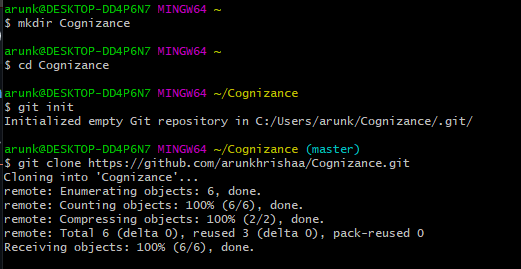 arunk@DESKTOP-DD4P6N7 MINGW64 ~
$ mkdir Cognizance
arunk@DESKTOP-DD4P6N7 MINGW64 ~
$ cd Cognizance
arunk@DESKTOP-DD4P6N7 MINGW64 ~/Cognizance
$ git init
Initialized empty Git repository in C:/Users/arunk/Cognizance/.git/
arunk@DESKTOP-DD4P6N7 MINGW64 ~/Cognizance (master)
$ git clone https://github.com/arunkhrishaa/Cognizance.git
Cloning into 'Cognizance'...
remote: Enumerating objects: 6, done.
remote: Counting objects: 100% (6/6), done.
remote: Compressing objects: 100% (2/2), done.
remote: Total 6 (delta 0), reused 3 (delta 0), pack-reused 0
Receiving objects: 100% (6/6), done.